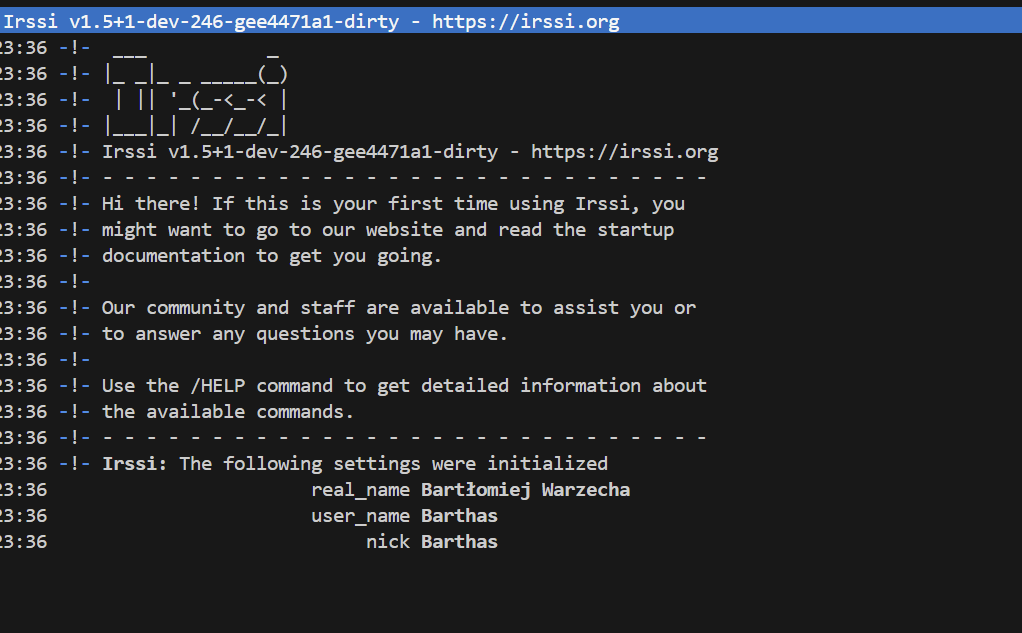 Irssi v1.5+1-dev-246-gee4471a1-dirty - https://irssi.org
23:36 -!-  ___           _
23:36 -!- |_ _|_ _ _____(_)
23:36 -!-  | || '_(_-<_-< |
23:36 -!- |___|_| /__/__/_|
23:36 -!- Irssi v1.5+1-dev-246-gee4471a1-dirty - https://irssi.org
23:36 -!- - - - - - - - - - - - - - - - - - - - - - - - - - - - -
23:36 -!- Hi there! If this is your first time using Irssi, you
23:36 -!- might want to go to our website and read the startup
23:36 -!- documentation to get you going.
23:36 -!-
23:36 -!- Our community and staff are available to assist you or
23:36 -!- to answer any questions you may have.
23:36 -!-
23:36 -!- Use the /HELP command to get detailed information about
23:36 -!- the available commands.
23:36 -!- - - - - - - - - - - - - - - - - - - - - - - - - - - - -
23:36 -!- Irssi: The following settings were initialized
23:36                        real_name Bartłomiej Warzecha
23:36                        user_name Barthas
23:36                             nick Barthas